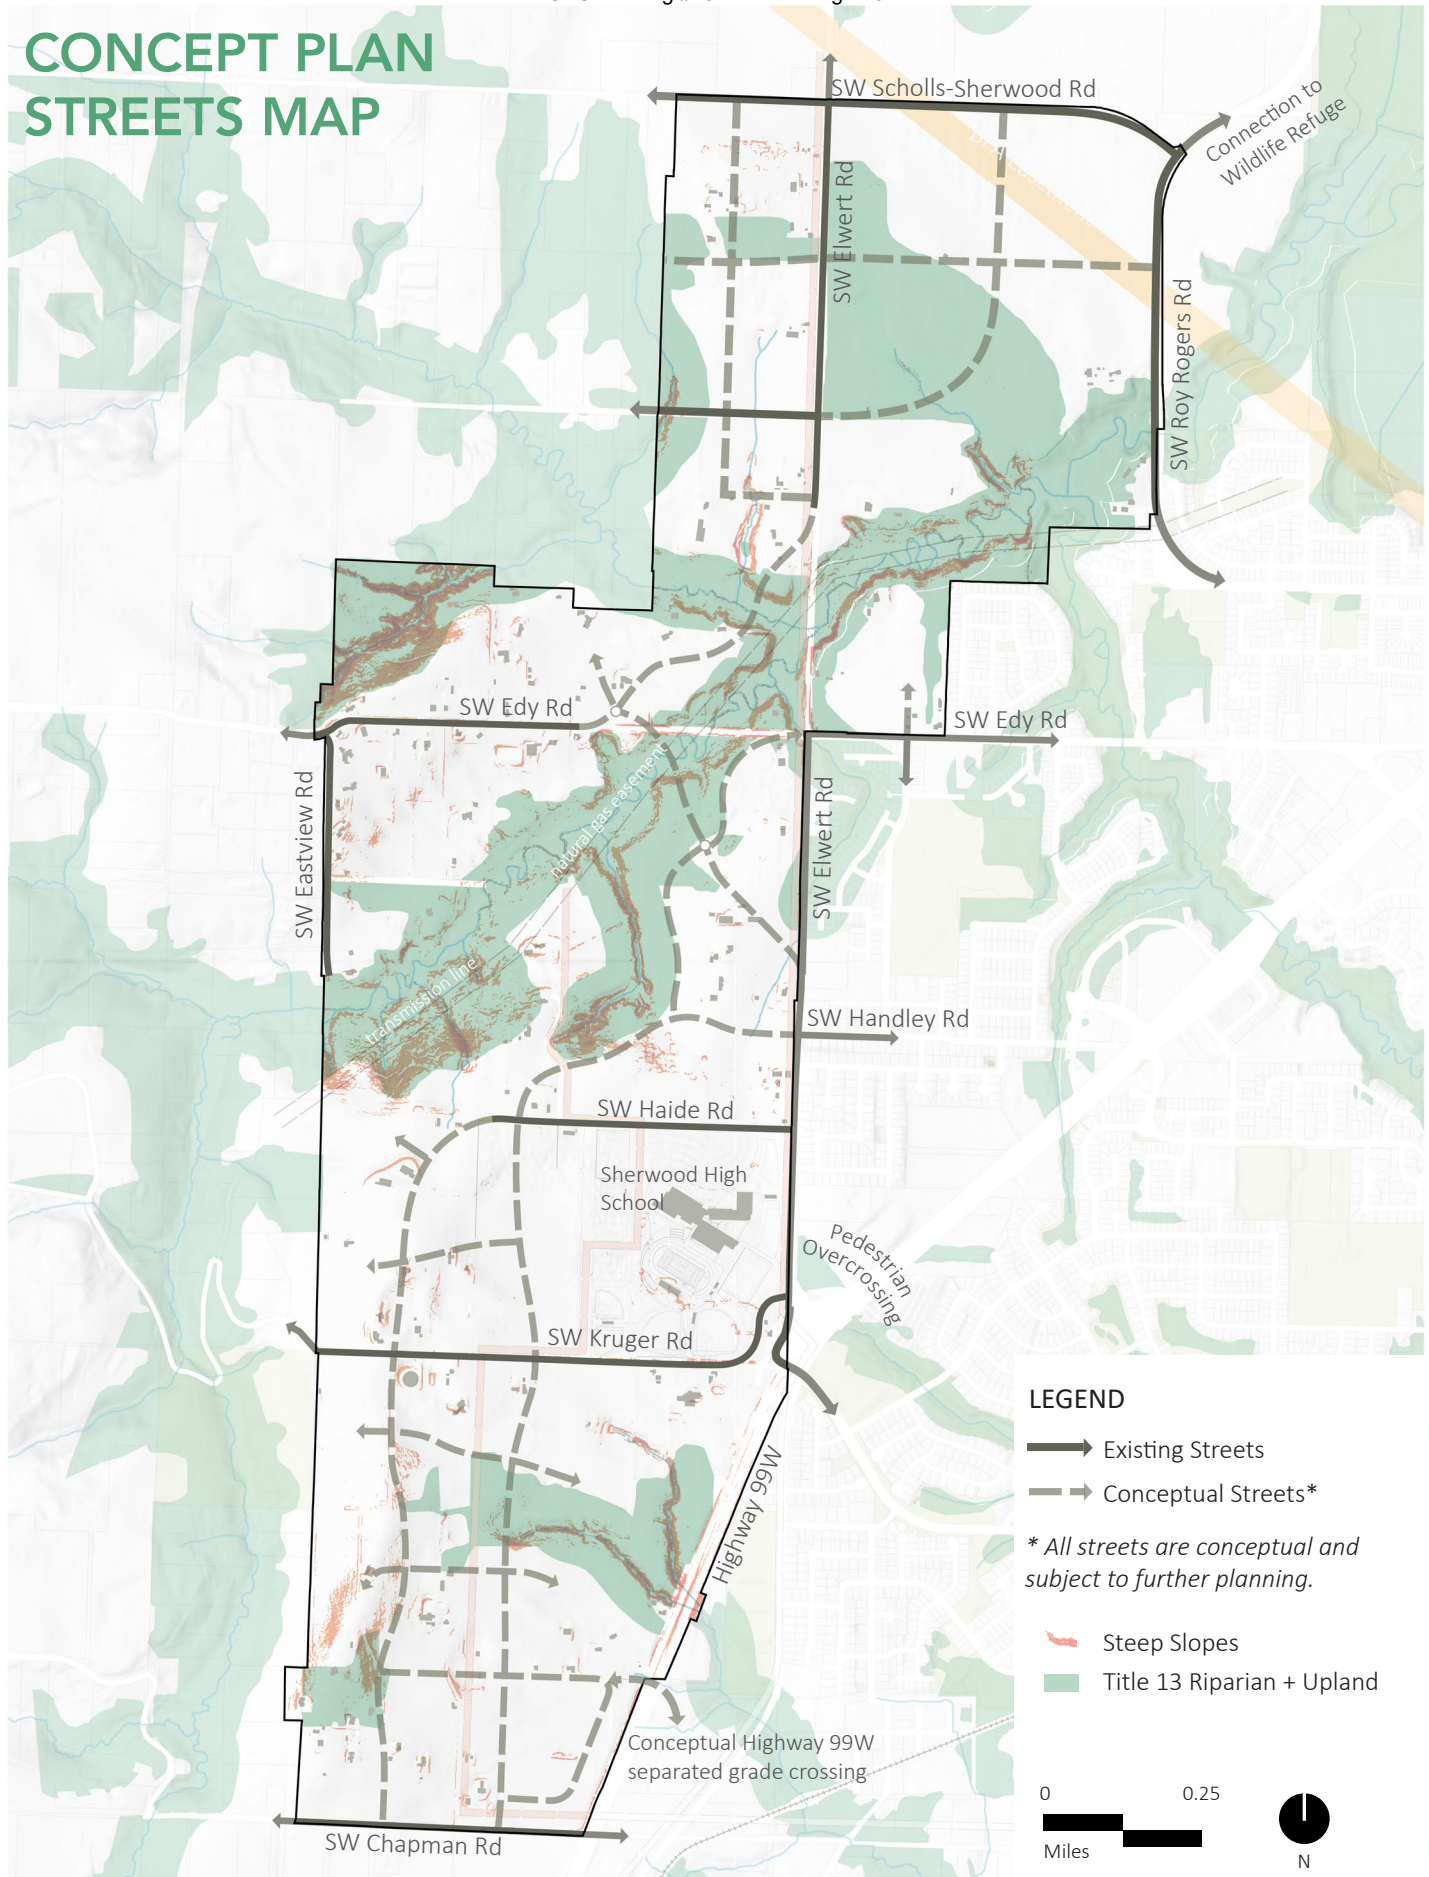 CONCEPT PLAN
STREETS MAP
SW Scholls-Sherwood Rd
Connection to
Wildlife Refuge
SW Elwert Rd
SW Roy Rogers Rd
SW Edy Rd
SW Edy Rd
natural gas easement
SW Eastview Rd
SW Elwert Rd
transmission line
SW Handley Rd
SW Haide Rd
Sherwood High
School
Pedestrian
Overcrossing
SW Kruger Rd
Highway 99W
Conceptual Highway 99W
separated grade crossing
SW Chapman Rd
LEGEND
Existing Streets
Conceptual Streets*
* All streets are conceptual and
subject to further planning.
Steep Slopes
Title 13 Riparian + Upland
0 0.25
Miles
N